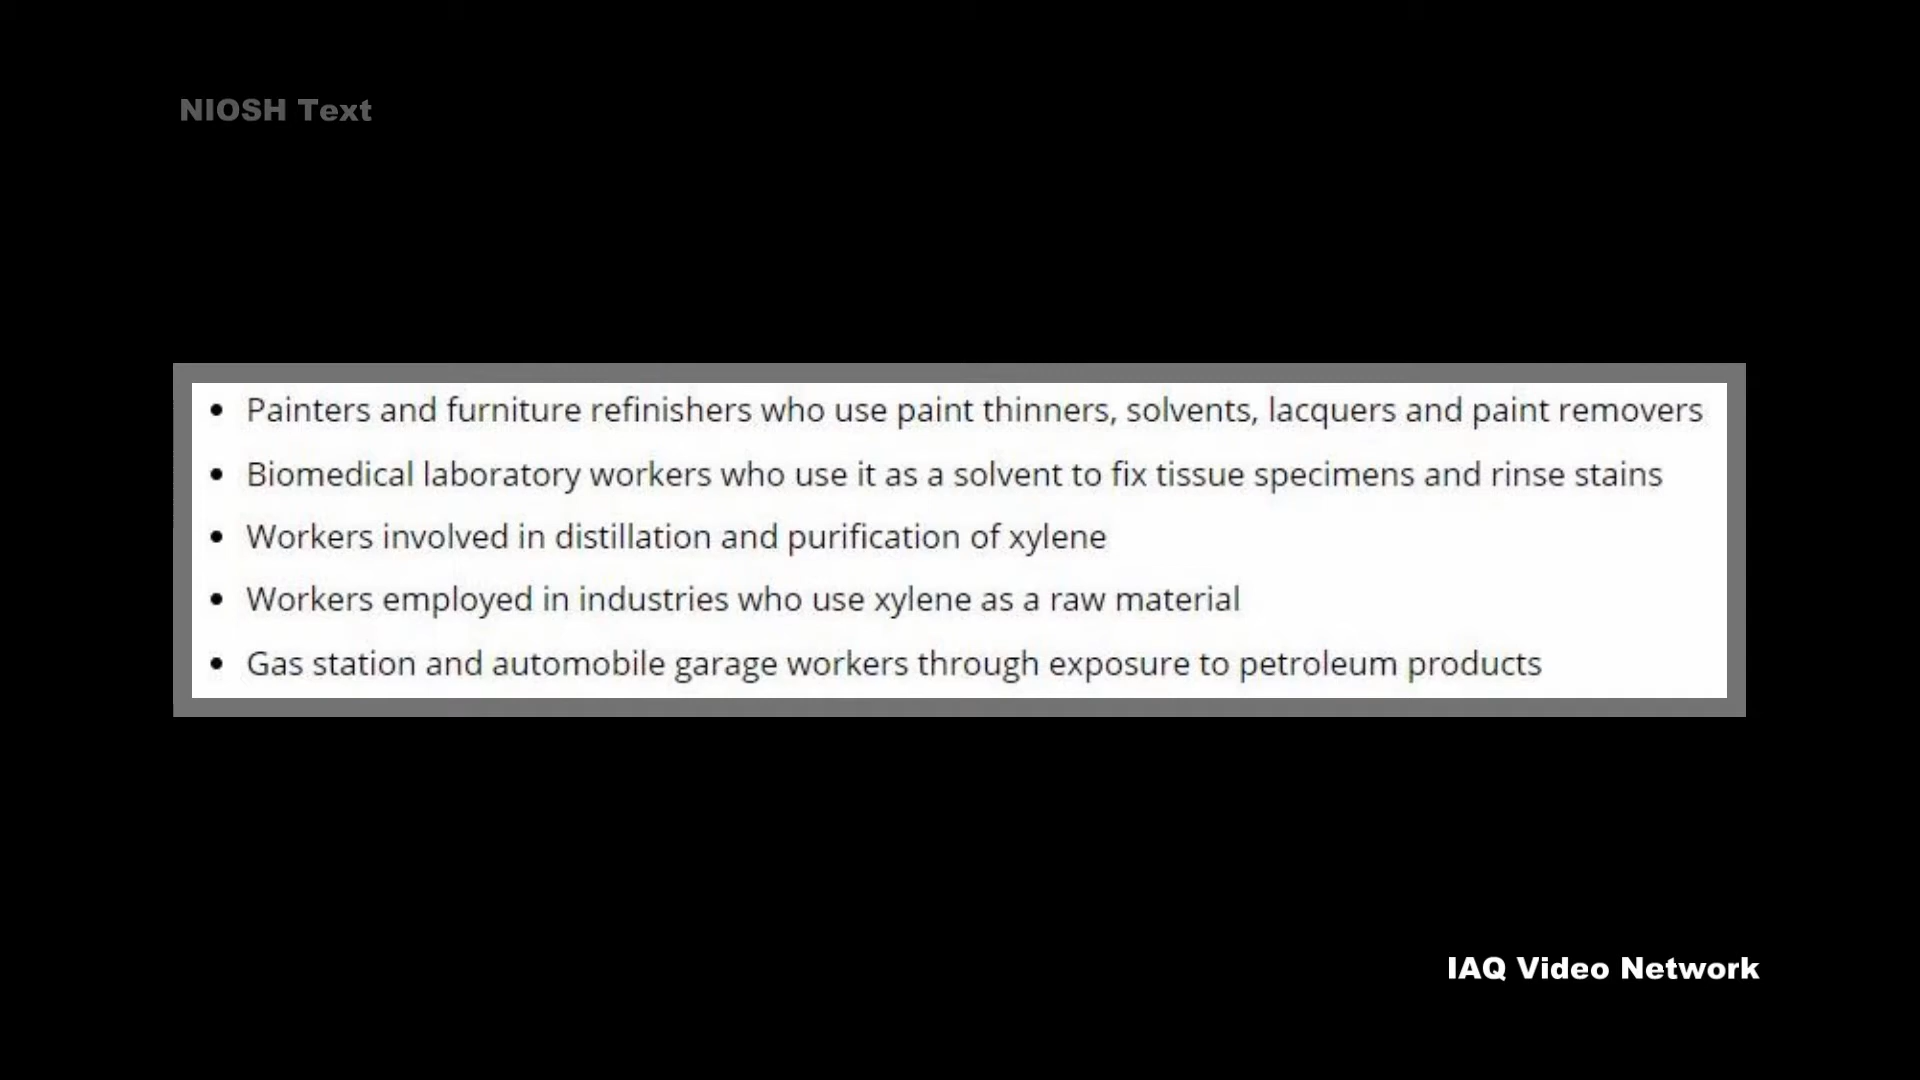 NIOSH Text
• Painters and furniture refinishers who use paint thinners, solvents, lacquers and paint removers
• Biomedical laboratory workers who use it as a solvent to fix tissue specimens and rinse stains
• Workers involved in distillation and purification of xylene
• Workers employed in industries who use xylene as a raw material
• Gas station and automobile garage workers through exposure to petroleum products
IAQ Video Network